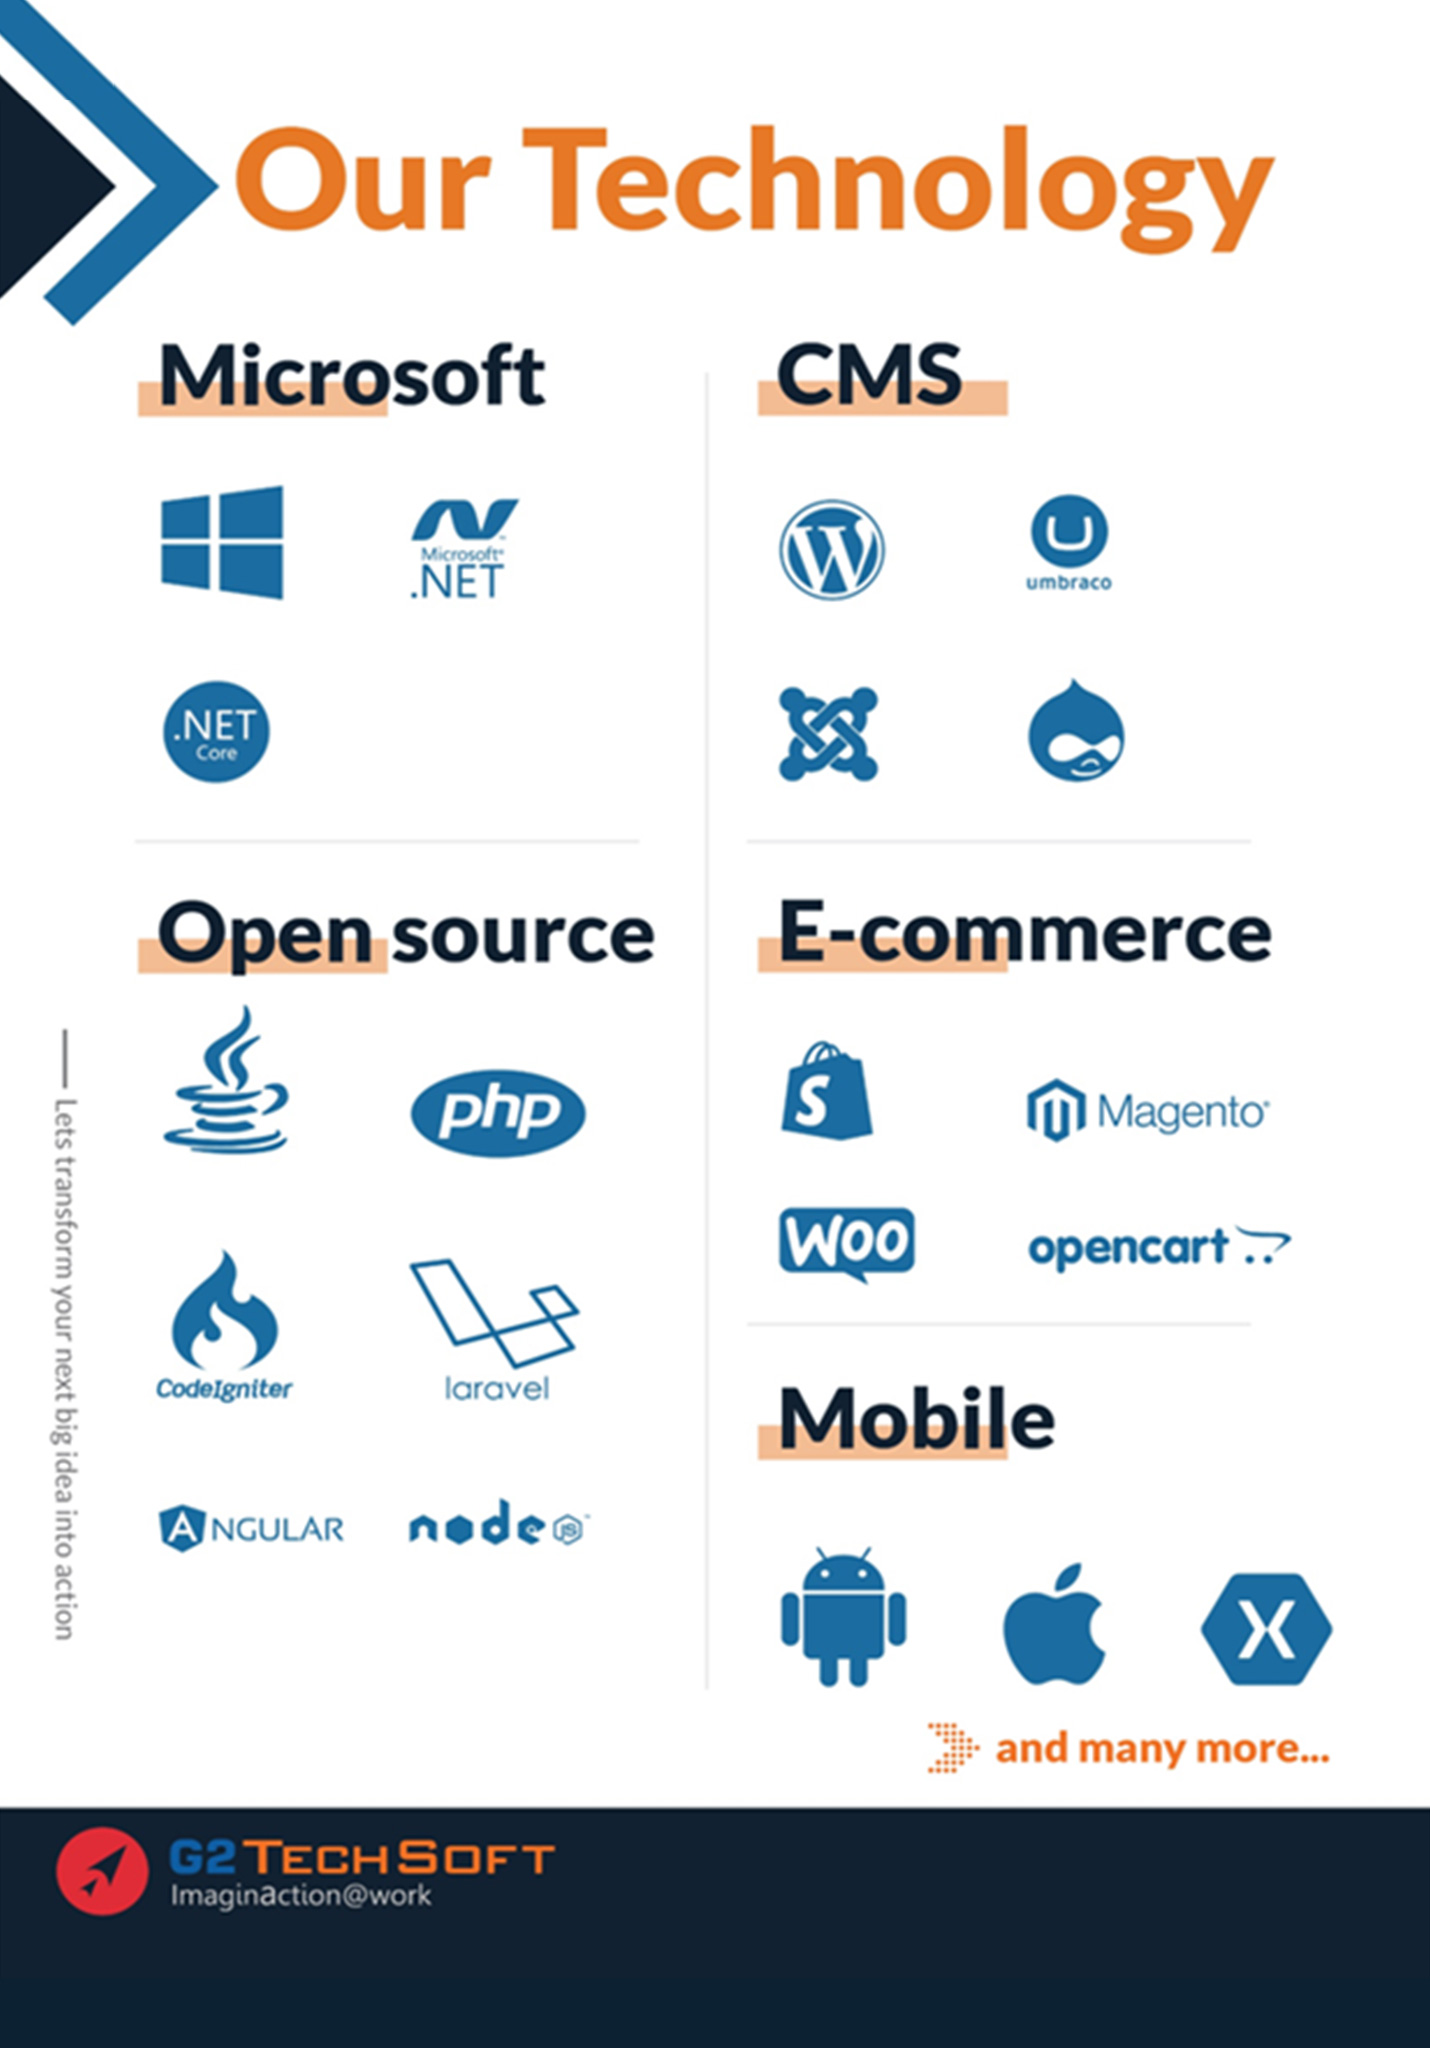 Our Technology
Microsoft
Microsoft®
.NET
.NET
Core
CMS
W
umbraco
Open source
php
CodeIgniter
laravel
ANGULAR
node JS™
E-commerce
S
Magento®
WOO
opencart
Mobile
X
and many more...
Lets transform your next big idea into action
G2TECHSOFT
Imaginaction@work